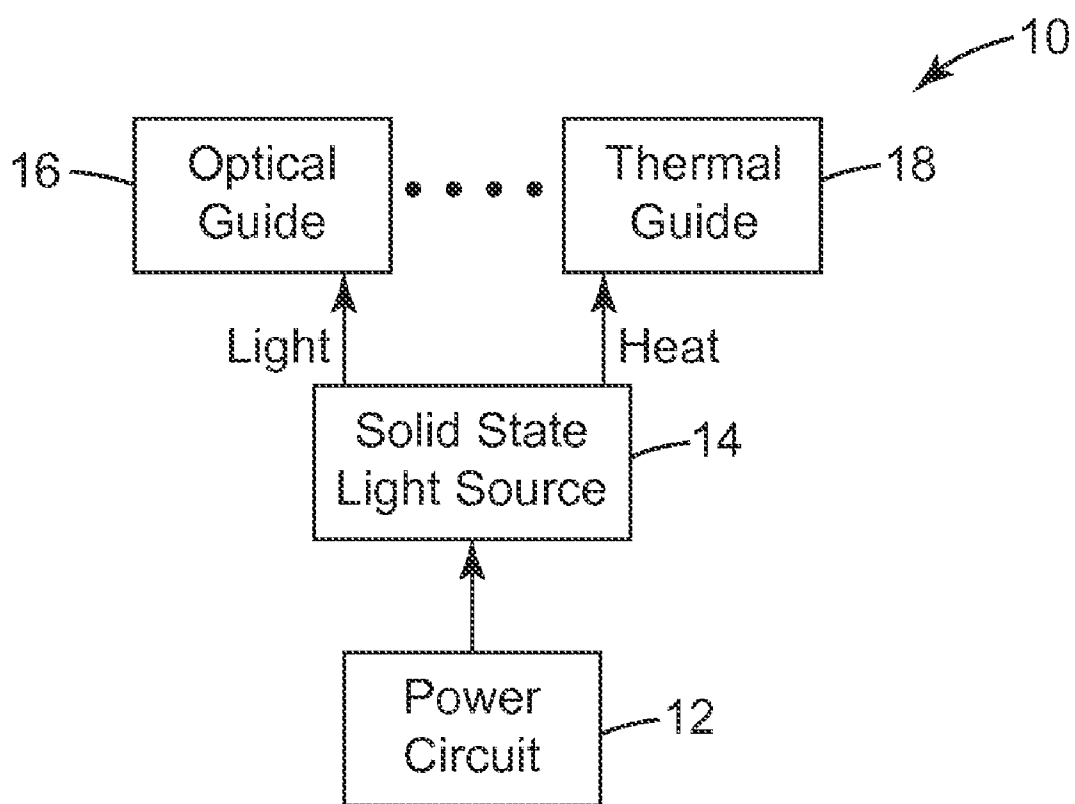 10
16
Optical
Guide
Thermal
Guide
18
Light
Heat
Solid State
Light Source
14
Power
Circuit
12